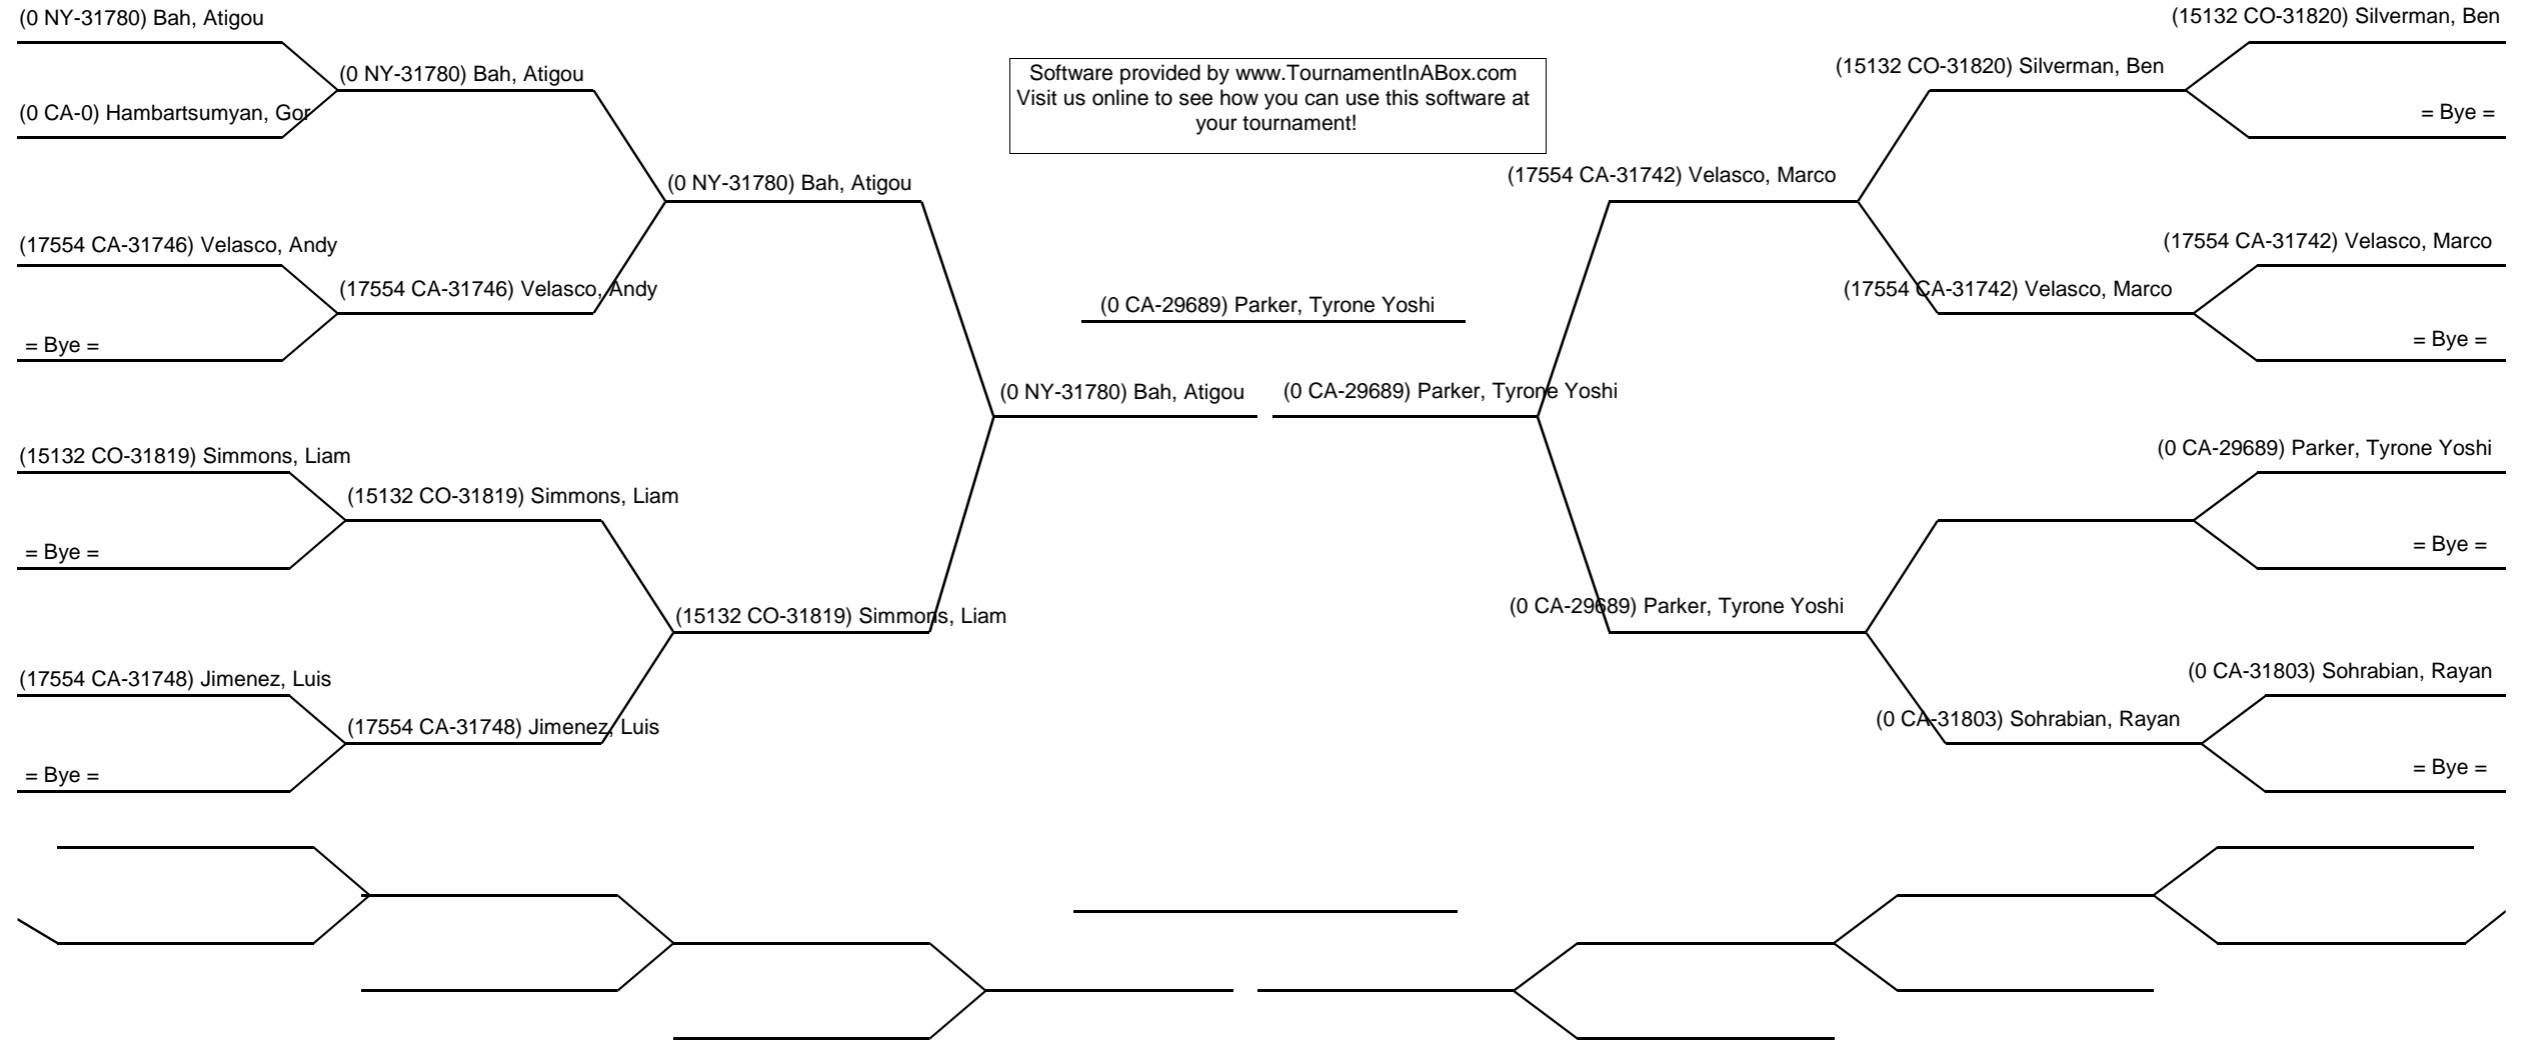 (0 NY-31780) Bah, Atigou
(0 NY-31780) Bah, Atigou
(0 CA-0) Hambartsumyan, Gor
(0 NY-31780) Bah, Atigou
(17554 CA-31746) Velasco, Andy
(17554 CA-31746) Velasco, Andy
= Bye =
(0 NY-31780) Bah, Atigou
(15132 CO-31819) Simmons, Liam
(15132 CO-31819) Simmons, Liam
= Bye =
(15132 CO-31819) Simmons, Liam
(17554 CA-31748) Jimenez, Luis
(17554 CA-31748) Jimenez, Luis
= Bye =
Software provided by www.TournamentInABox.com
Visit us online to see how you can use this software at
your tournament!
(0 CA-29689) Parker, Tyrone Yoshi
(0 CA-29689) Parker, Tyrone Yoshi
(15132 CO-31820) Silverman, Ben
(15132 CO-31820) Silverman, Ben
= Bye =
(17554 CA-31742) Velasco, Marco
(17554 CA-31742) Velasco, Marco
(17554 CA-31742) Velasco, Marco
= Bye =
(0 CA-29689) Parker, Tyrone Yoshi
= Bye =
(0 CA-29689) Parker, Tyrone Yoshi
(0 CA-31803) Sohrabian, Rayan
(0 CA-31803) Sohrabian, Rayan
= Bye =